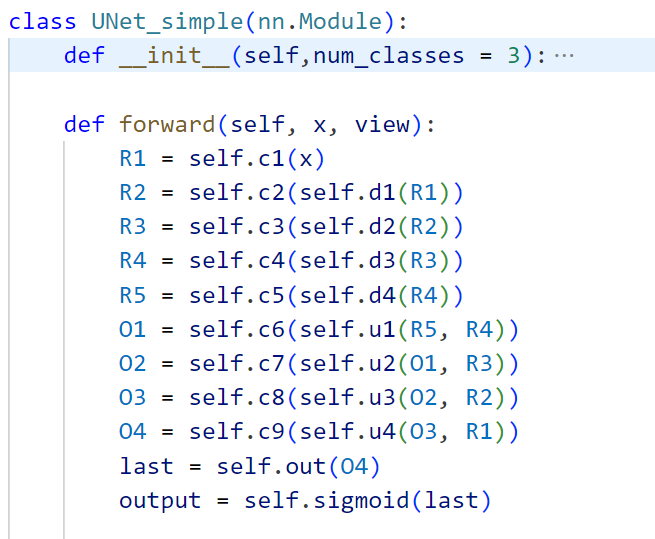 class UNet_simple(nn.Module):
    def __init__(self,num_classes = 3):···
    def forward(self, x, view):
        R1 = self.c1(x)
        R2 = self.c2(self.d1(R1))
        R3 = self.c3(self.d2(R2))
        R4 = self.c4(self.d3(R3))
        R5 = self.c5(self.d4(R4))
        O1 = self.c6(self.u1(R5, R4))
        O2 = self.c7(self.u2(O1, R3))
        O3 = self.c8(self.u3(O2, R2))
        O4 = self.c9(self.u4(O3, R1))
        last = self.out(O4)
        output = self.sigmoid(last)